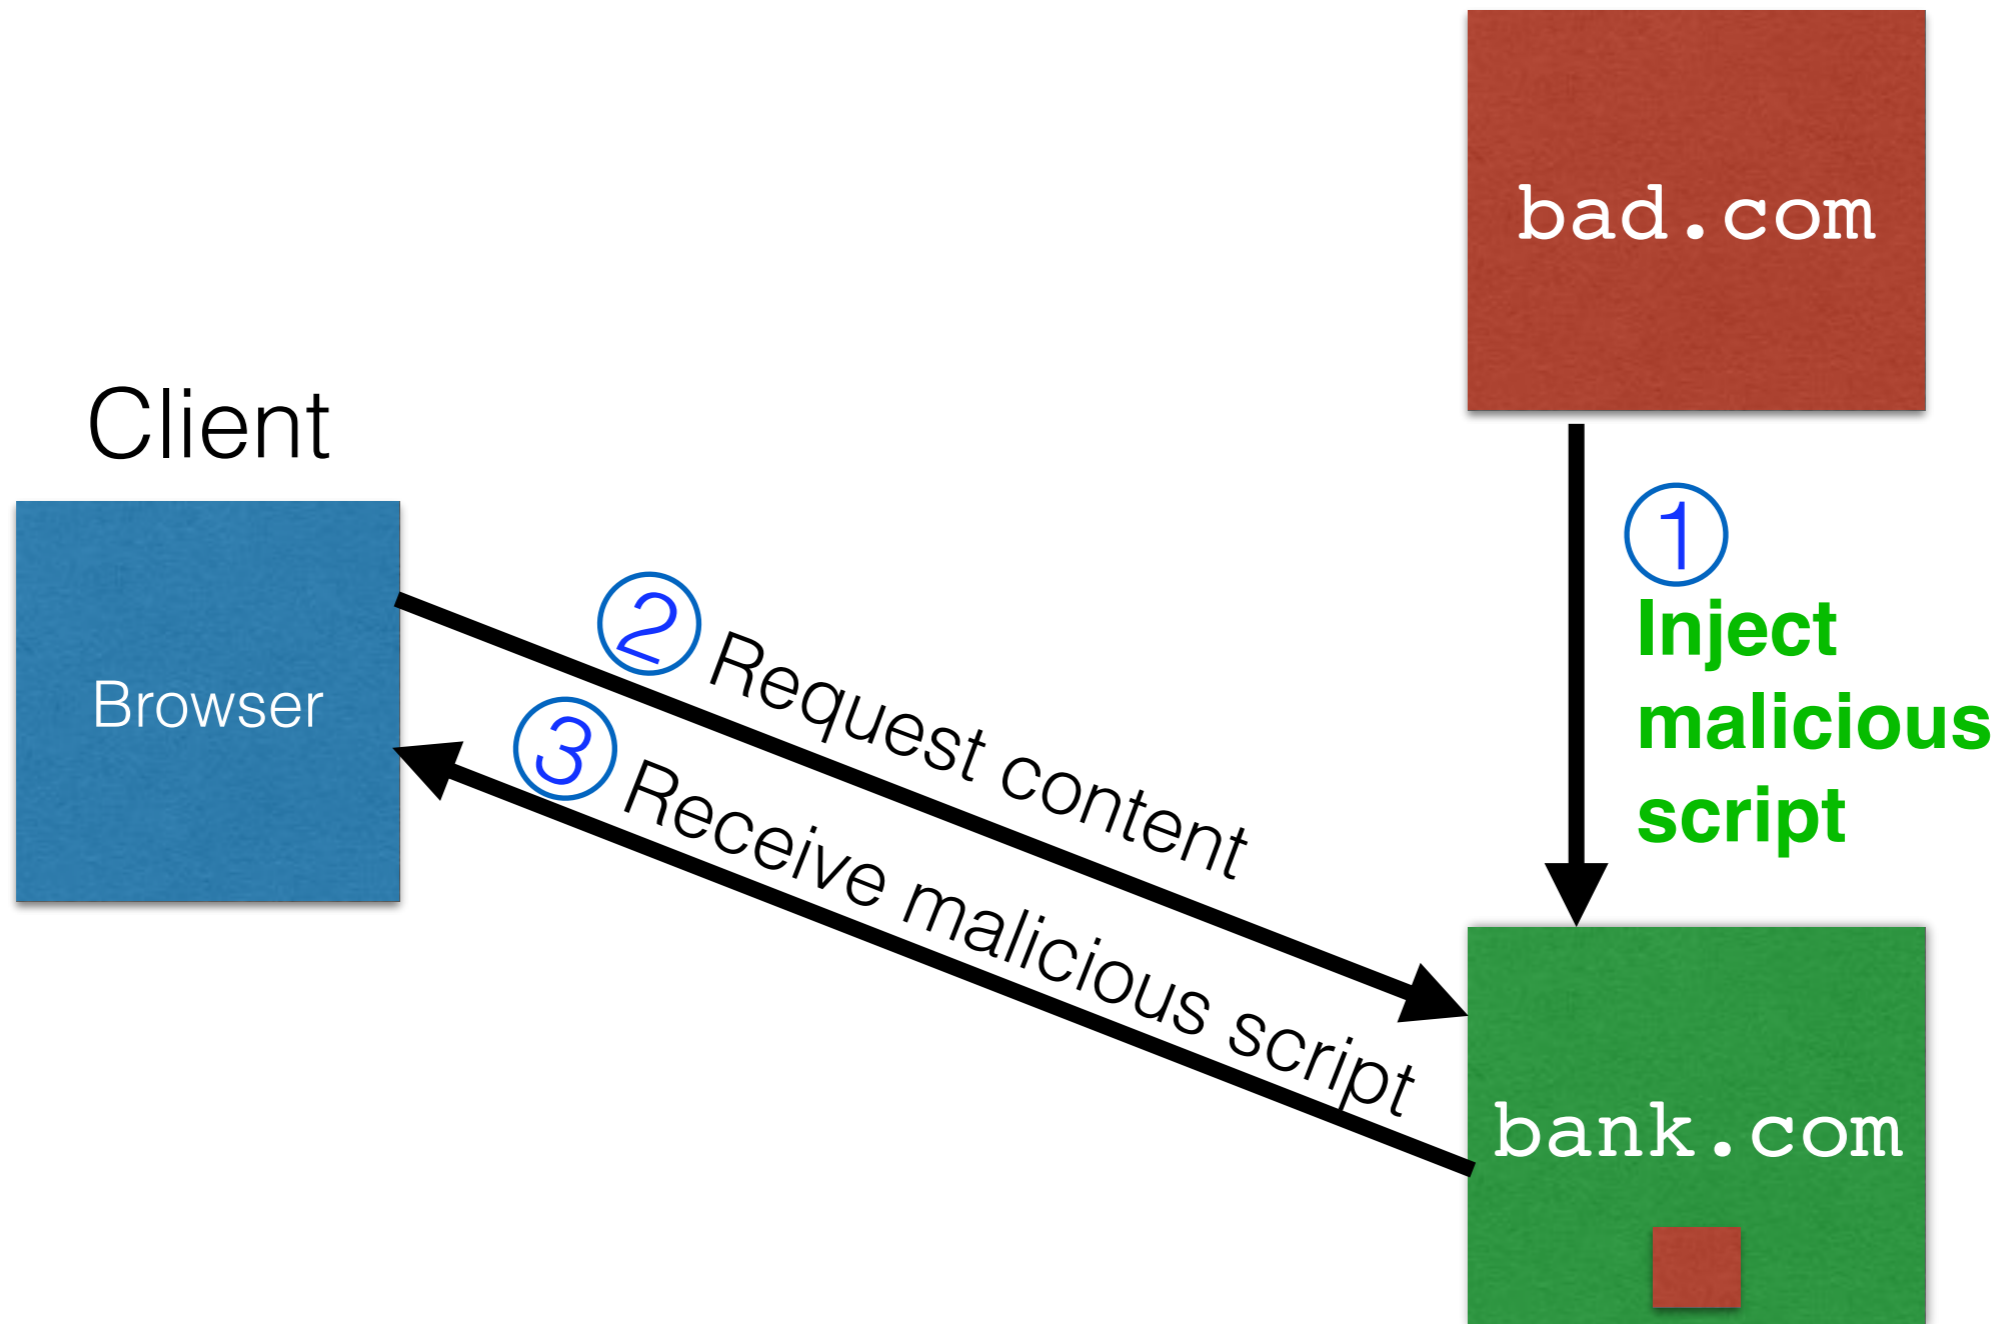 bad.com
Client
Browser
①
Inject
malicious
script
② Request content
③ Receive malicious script
bank.com